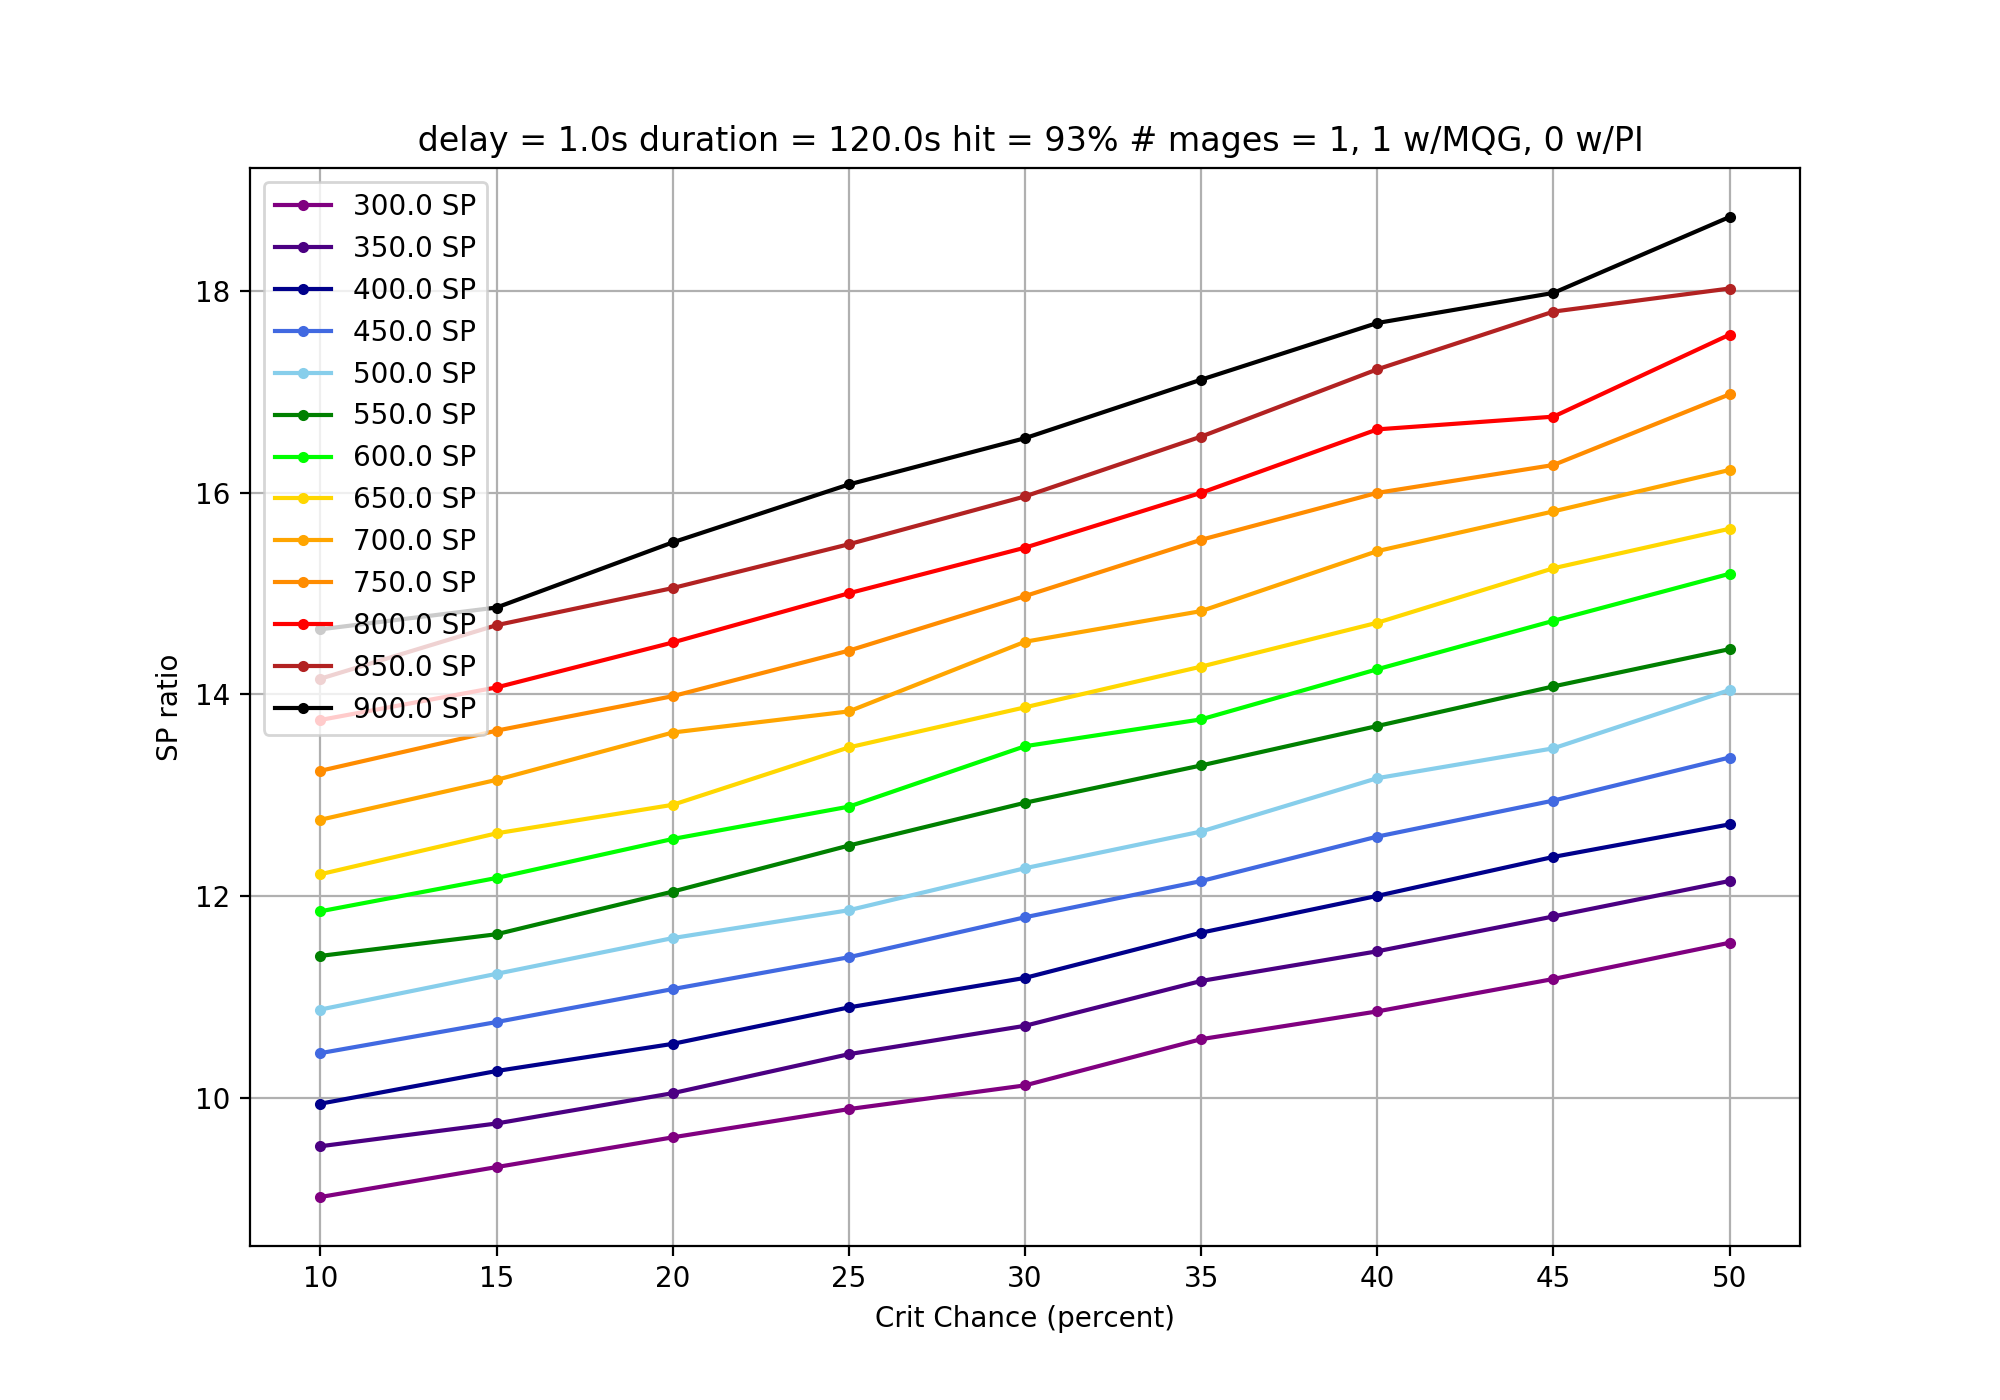 delay = 1.0s duration = 120.0s hit = 93% # mages = 1, 1 w/MQG, 0 w/PI
300.0 SP
350.0 SP
400.0 SP
450.0 SP
500.0 SP
550.0 SP
600.0 SP
650.0 SP
700.0 SP
750.0 SP
800.0 SP
850.0 SP
900.0 SP
SP ratio
18
16
14
12
10
10 15 20 25 30 35 40 45 50
Crit Chance (percent)